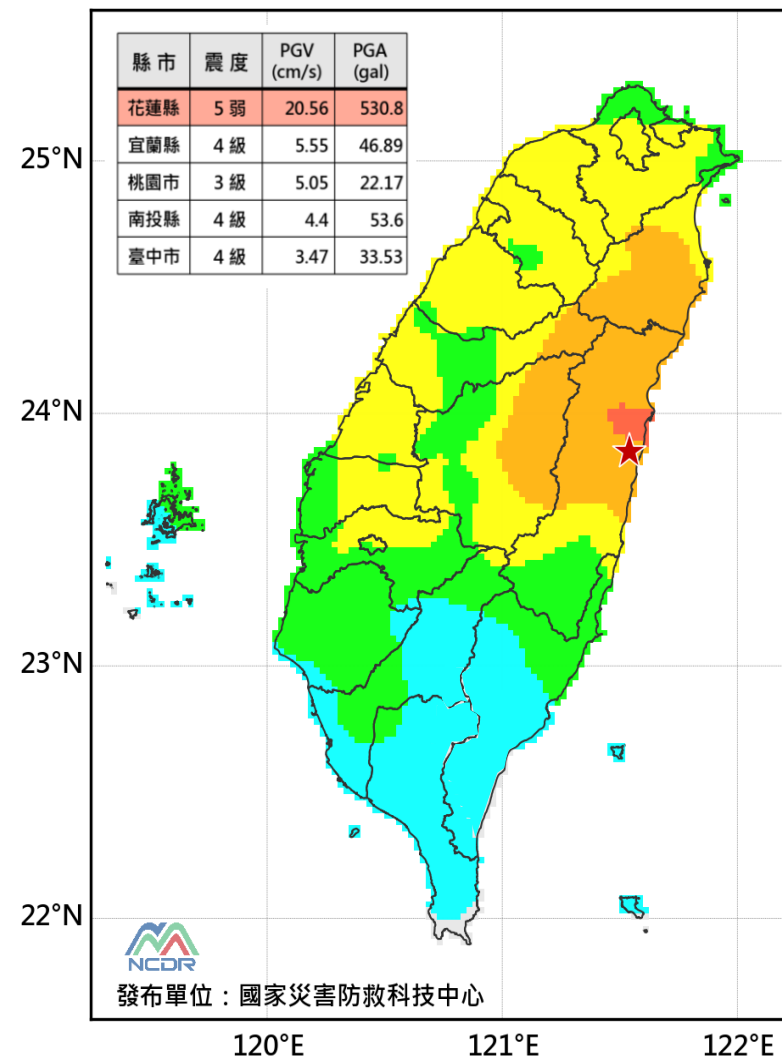 縣市 震度 PGV (cm/s) PGA (gal)
花蓮縣 5 弱 20.56 530.8
宜蘭縣 4 級 5.55 46.89
桃園市 3 級 5.05 22.17
南投縣 4 級 4.4 53.6
臺中市 4 級 3.47 33.53
25°N
24°N
23°N
22°N
NCDR
發布單位：國家災害防救科技中心
120°E 121°E 122°E